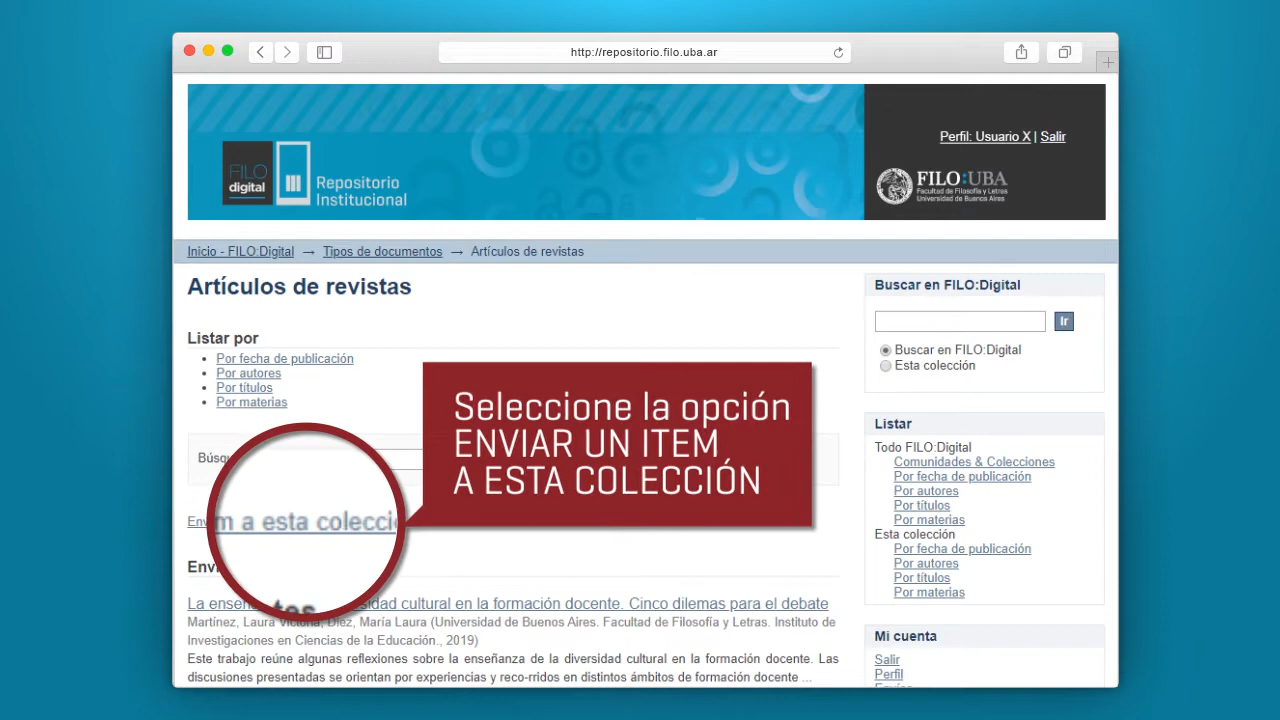 http://repositorio.filo.uba.ar
Perfil: Usuario X | Salir
FILO
digital
Repositorio
Institucional
FILO:UBA
Facultad de Filosofía y Letras
Universidad de Buenos Aires
Inicio - FILO:Digital → Tipos de documentos → Artículos de revistas
Artículos de revistas
Listar por
Por fecha de publicación
Por autores
Por títulos
Por materias
Seleccione la opción
ENVIAR UN ITEM
A ESTA COLECCIÓN
m a esta colecci
La enseñ sidad cultural en la formación docente. Cinco dilemas para el debate
Martínez, Laura Victoria; Diez, María Laura (Universidad de Buenos Aires. Facultad de Filosofía y Letras. Instituto de
Investigaciones en Ciencias de la Educación., 2019)
Este trabajo reúne algunas reflexiones sobre la enseñanza de la diversidad cultural en la formación docente. Las
discusiones presentadas se orientan por experiencias y reco-rridos en distintos ámbitos de formación docente ...
Buscar en FILO:Digital
Ir
Buscar en FILO:Digital
Esta colección
Listar
Todo FILO:Digital
Comunidades & Colecciones
Por fecha de publicación
Por autores
Por títulos
Por materias
Esta colección
Por fecha de publicación
Por autores
Por títulos
Por materias
Mi cuenta
Salir
Perfil